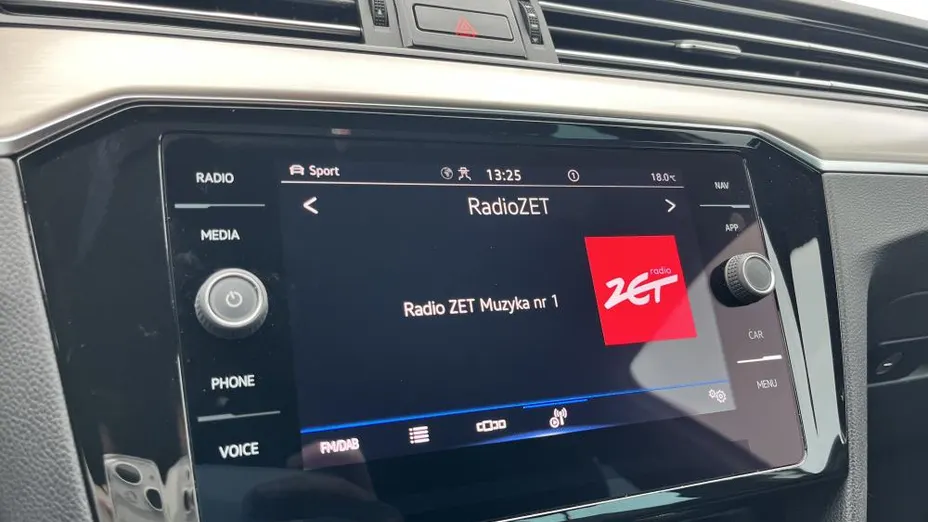 RADIO
MEDIA
PHONE
VOICE
Sport
13:25
1
18.0°C
RadioZET
Radio ZET Muzyka nr 1
radio
ZET
FM/DAB
NAV
APP
CAR
MENU